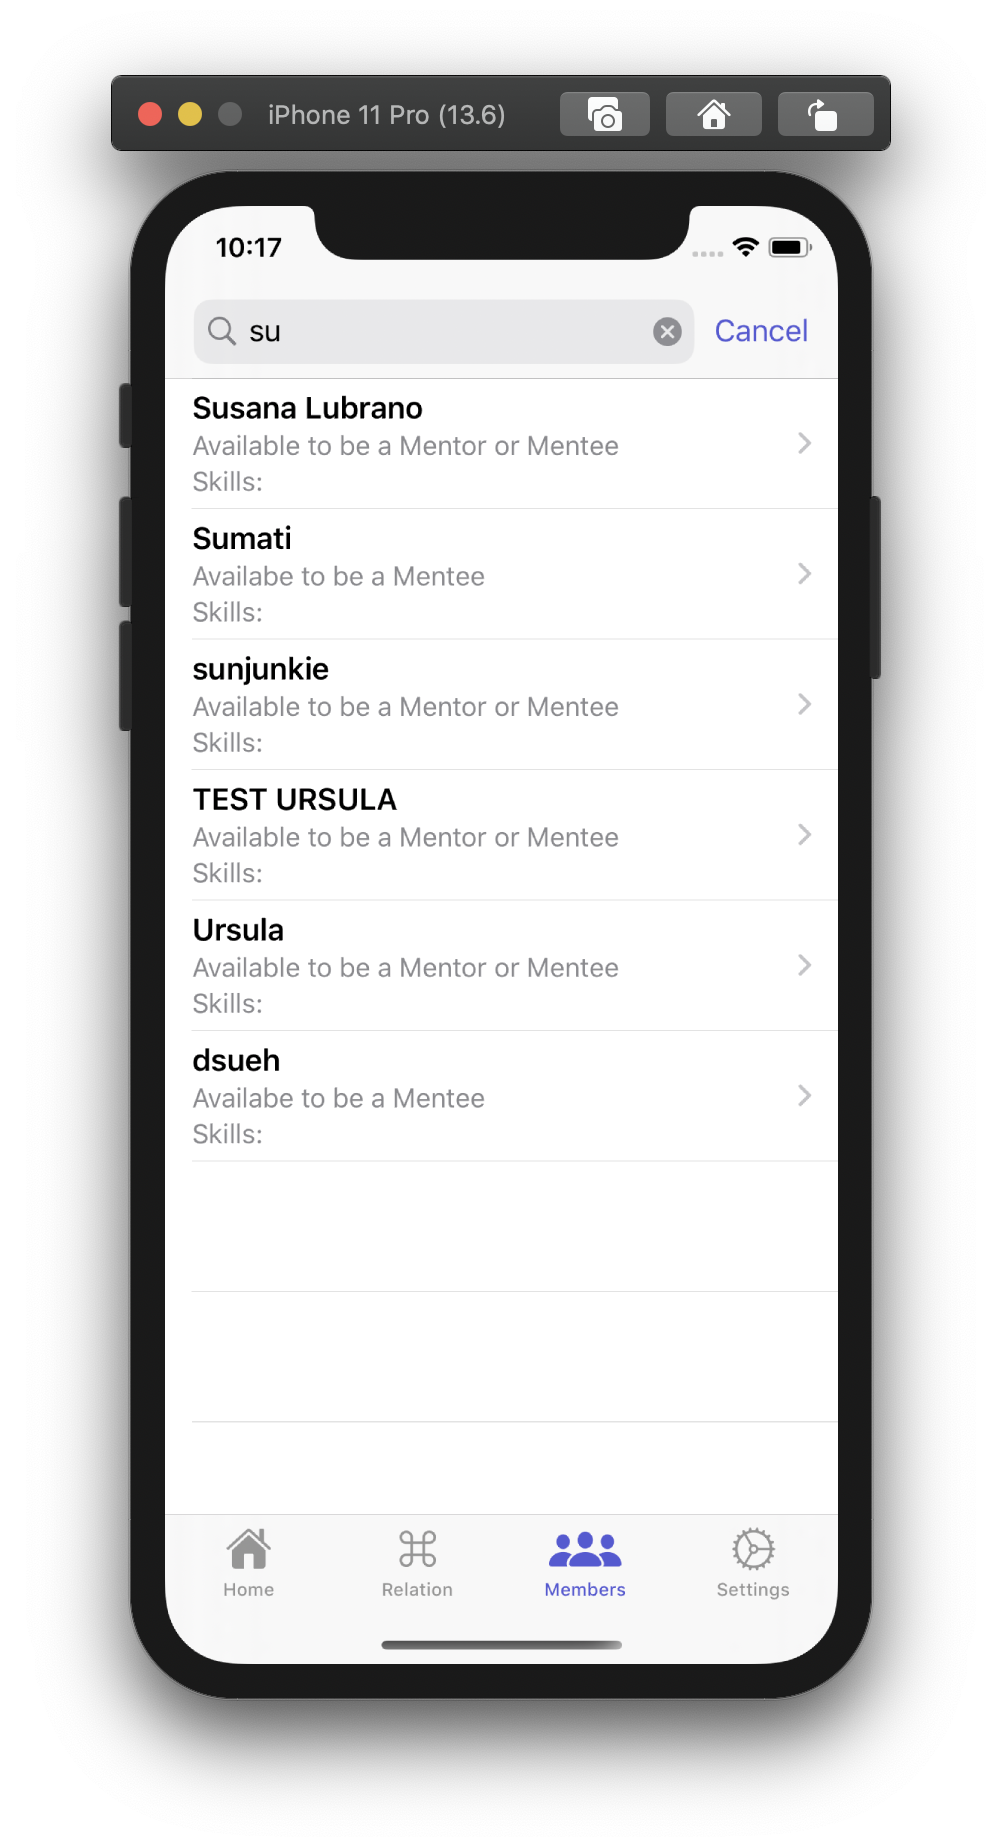 iPhone 11 Pro (13.6)
10:17
su
Cancel
Susana Lubrano
Available to be a Mentor or Mentee
Skills:
Sumati
Availabe to be a Mentee
Skills:
sunjunkie
Available to be a Mentor or Mentee
Skills:
TEST URSULA
Available to be a Mentor or Mentee
Skills:
Ursula
Available to be a Mentor or Mentee
Skills:
dsueh
Availabe to be a Mentee
Skills:
Home
Relation
Members
Settings